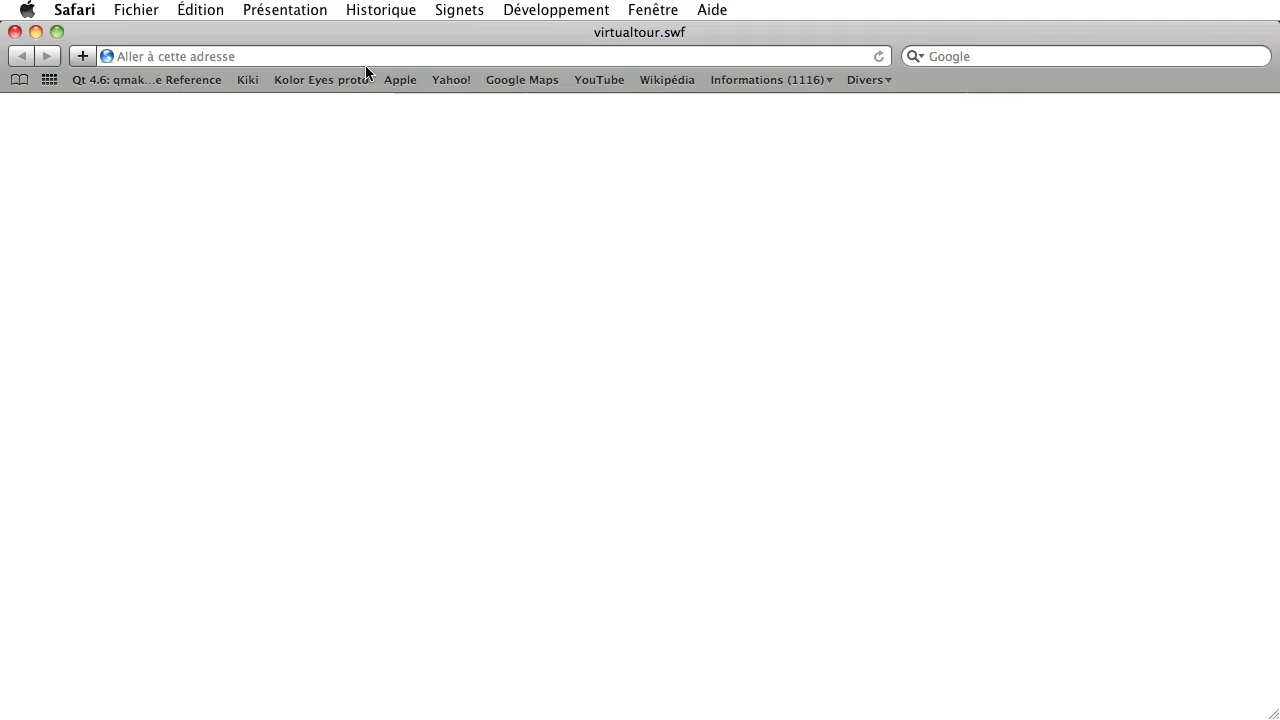 Safari Fichier Édition Présentation Historique Signets Développement Fenêtre Aide
virtualtour.swf
Aller à cette adresse Google
Qt 4.6: qmak...e Reference Kiki Kolor Eyes proto Apple Yahoo! Google Maps YouTube Wikipédia Informations (1116) Divers